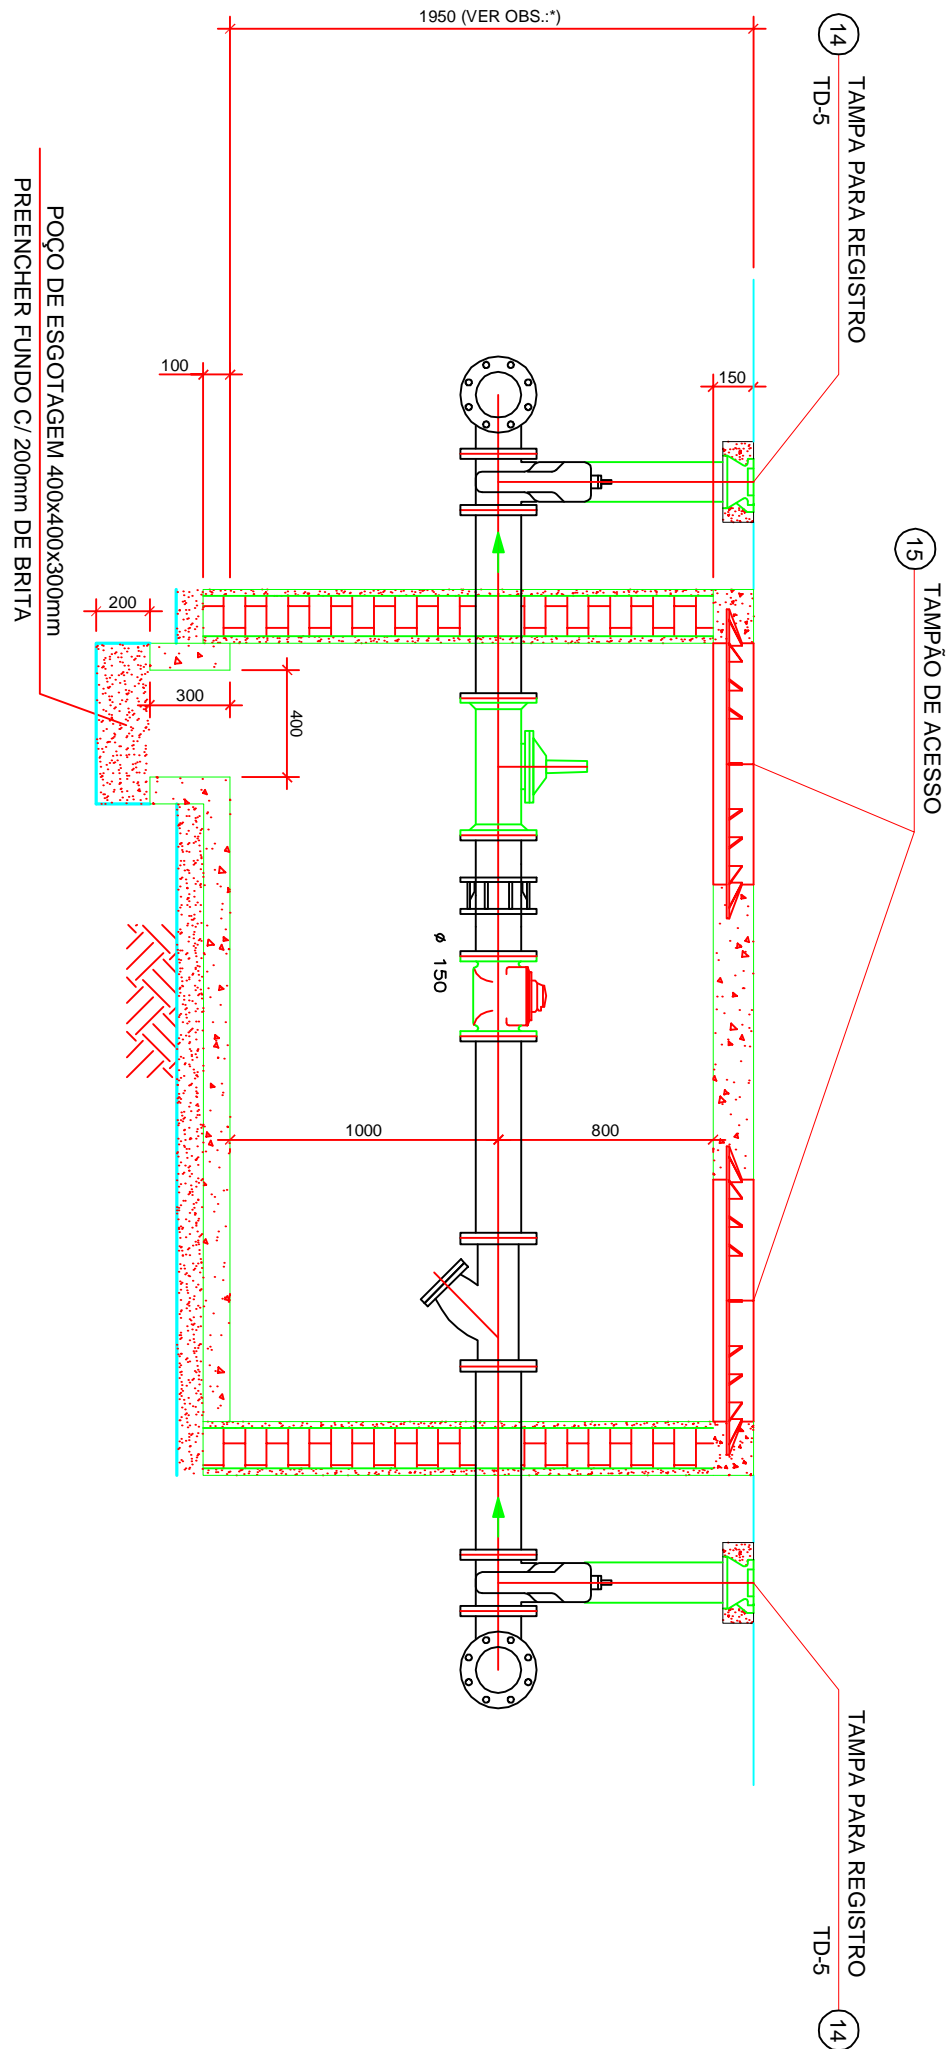 1950 (VER OBS.:*)
14
TAMPA PARA REGISTRO
TD-5
15
TAMPÃO DE ACESSO
POÇO DE ESGOTAGEM 400x400x300mm
PREENCHER FUNDO C/ 200mm DE BRITA
100
150
200
300
400
ø 150
1000
800
TAMPA PARA REGISTRO
TD-5
14